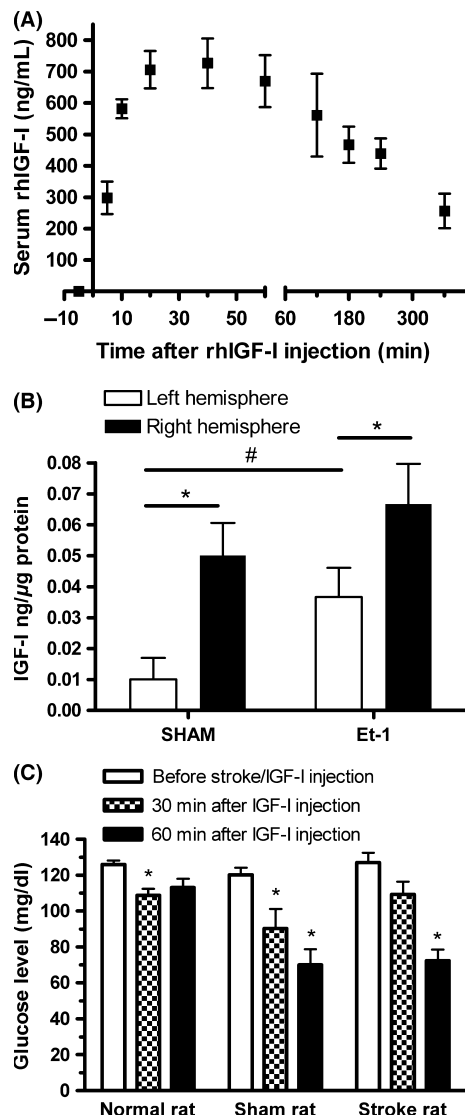 (A)
Serum rhIGF-I (ng/mL)
800
700
600
500
400
300
200
100
–10 10 30 50 60 180 300
Time after rhIGF-I injection (min)
(B)
Left hemisphere
Right hemisphere
IGF-I ng/µg protein
0.08
0.07
0.06
0.05
0.04
0.03
0.02
0.01
0.00
# *
*
SHAM Et-1
(C)
Before stroke/IGF-I injection
30 min after IGF-I injection
60 min after IGF-I injection
Glucose level (mg/dl)
140
120
100
80
60
40
20
0
* * * *
Normal rat Sham rat Stroke rat